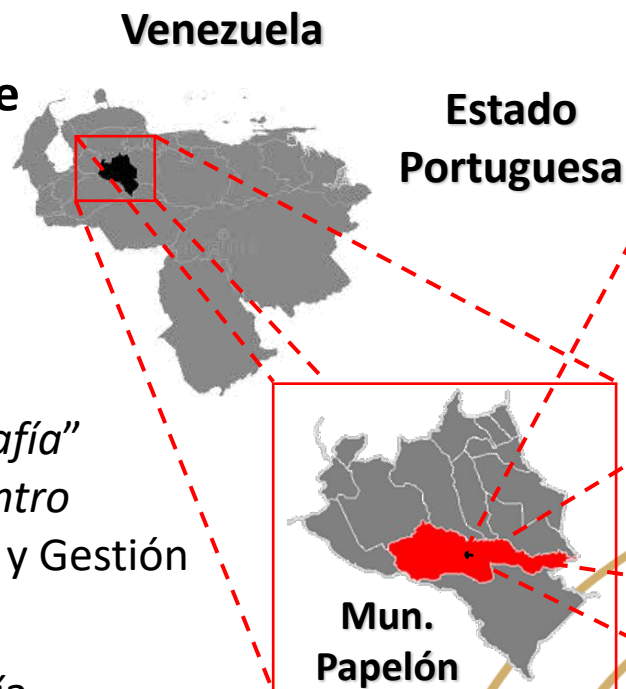 Venezuela
e
Estado
Portuguesa
afía”
ntro
y Gestión
Mun.
Papelón